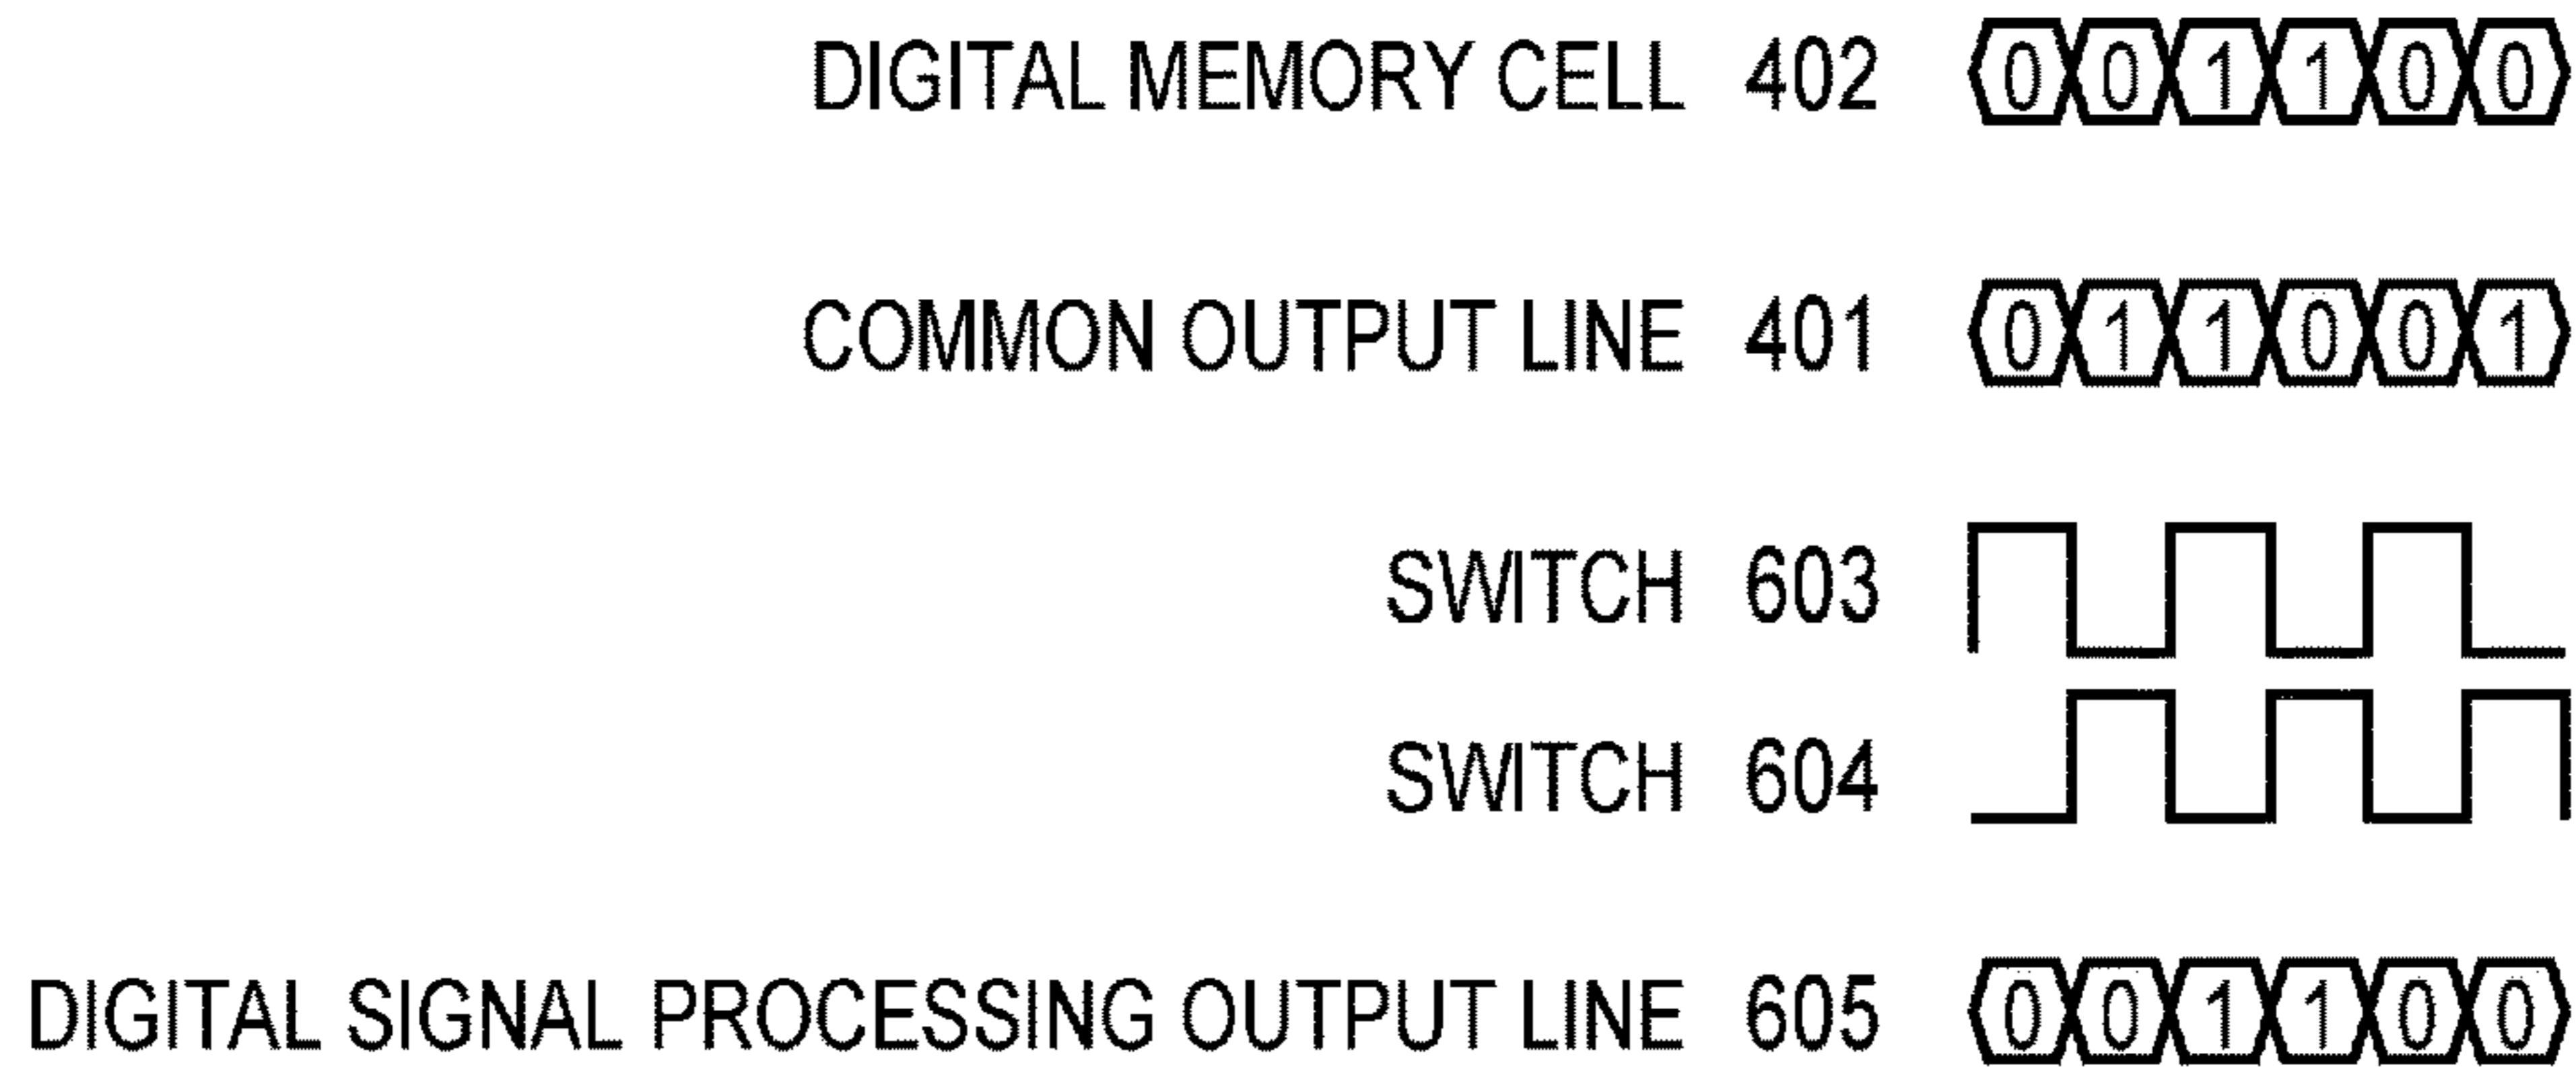 DIGITAL MEMORY CELL 402 0 0 1 1 0 0
COMMON OUTPUT LINE 401 0 1 1 0 0 1
SWITCH 603
SWITCH 604
DIGITAL SIGNAL PROCESSING OUTPUT LINE 605 0 0 1 1 0 0